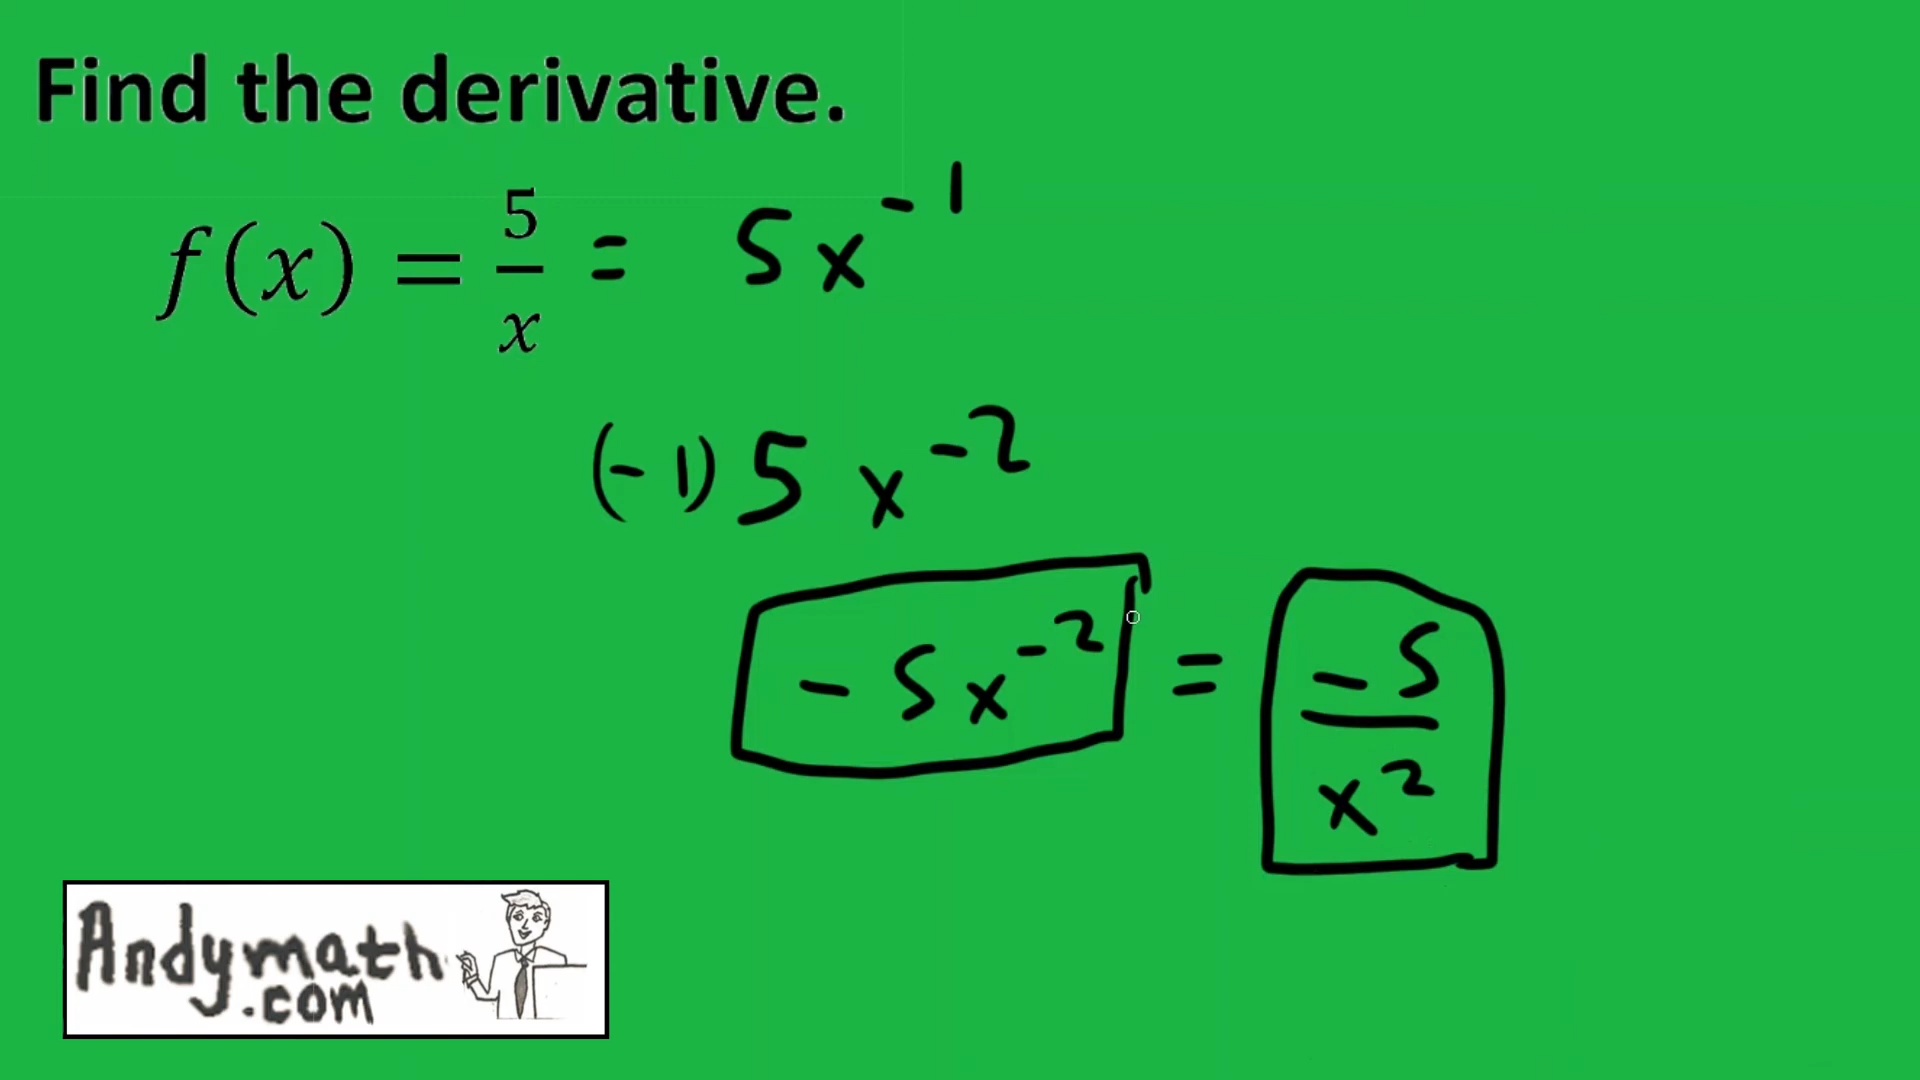 Find the derivative.
f(x) = 5/x = 5x^-1
(-1) 5 x^-2
-5x^-2 = -5/x^2
Andymath
.com